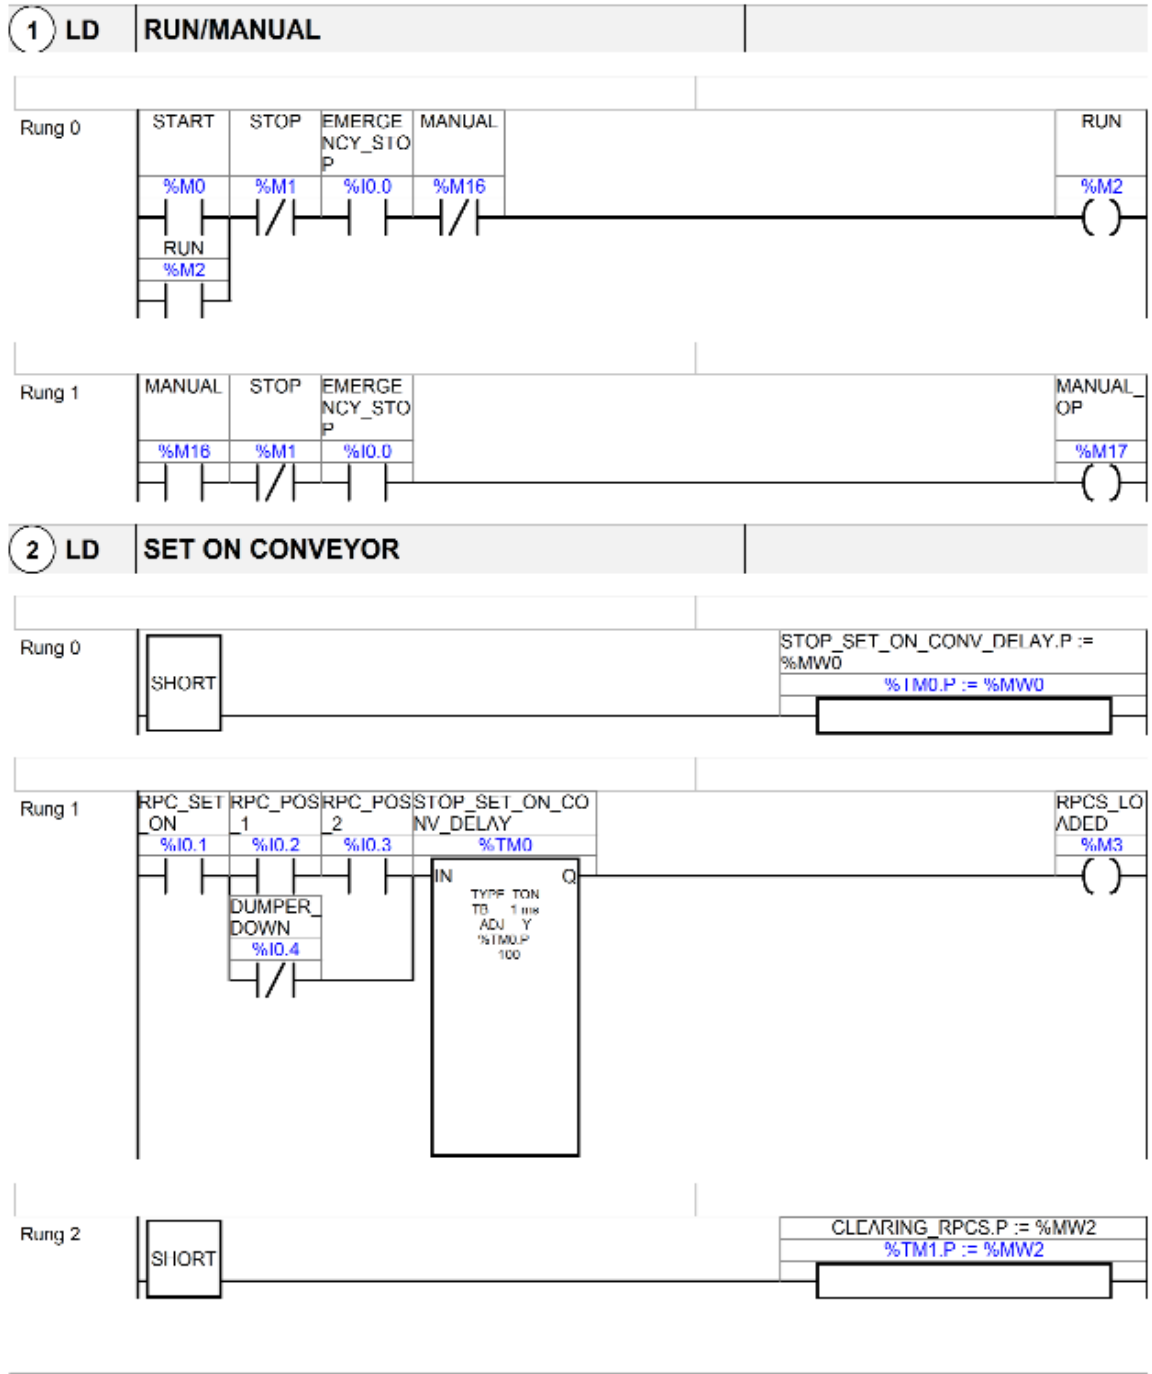 1 LD RUN/MANUAL
Rung 0
START STOP EMERGE MANUAL RUN
NCY_STO
P
%M0 %M1 %I0.0 %M16 %M2
RUN
%M2
Rung 1
MANUAL STOP EMERGE MANUAL_
NCY_STO OP
P
%M16 %M1 %I0.0 %M17
2 LD SET ON CONVEYOR
Rung 0
STOP_SET_ON_CONV_DELAY.P :=
%MW0
SHORT %TM0.P := %MW0
Rung 1
RPC_SET RPC_POS RPC_POS STOP_SET_ON_CO RPCS_LO
_ON _1 _2 NV_DELAY ADED
%I0.1 %I0.2 %I0.3 %TM0 %M3
IN Q
TYPE TON
TB 1 ms
ADJ Y
%TM0.P
100
DUMPER_
DOWN
%I0.4
Rung 2
CLEARING_RPCS.P := %MW2
SHORT %TM1.P := %MW2